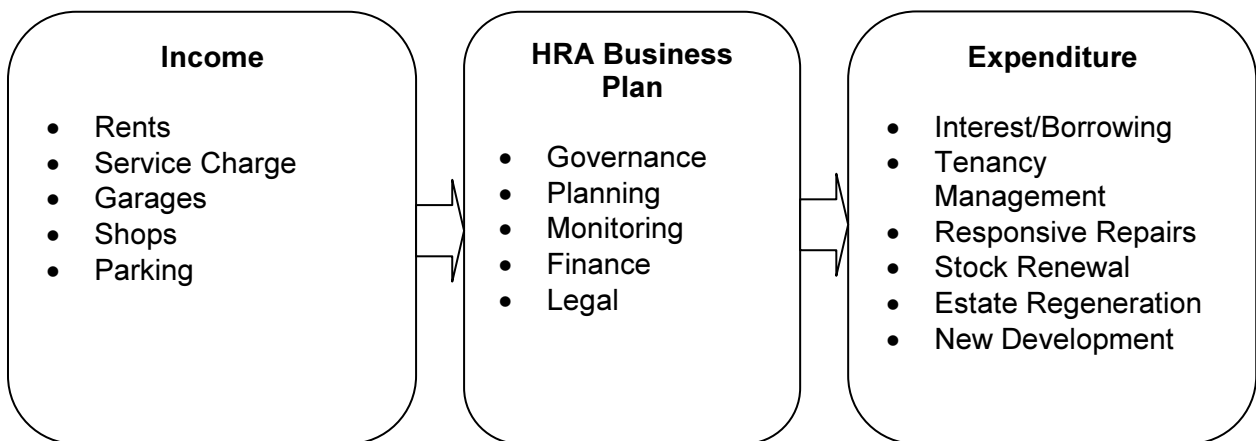 Income
• Rents
• Service Charge
• Garages
• Shops
• Parking
HRA Business
Plan
• Governance
• Planning
• Monitoring
• Finance
• Legal
Expenditure
• Interest/Borrowing
• Tenancy
Management
• Responsive Repairs
• Stock Renewal
• Estate Regeneration
• New Development